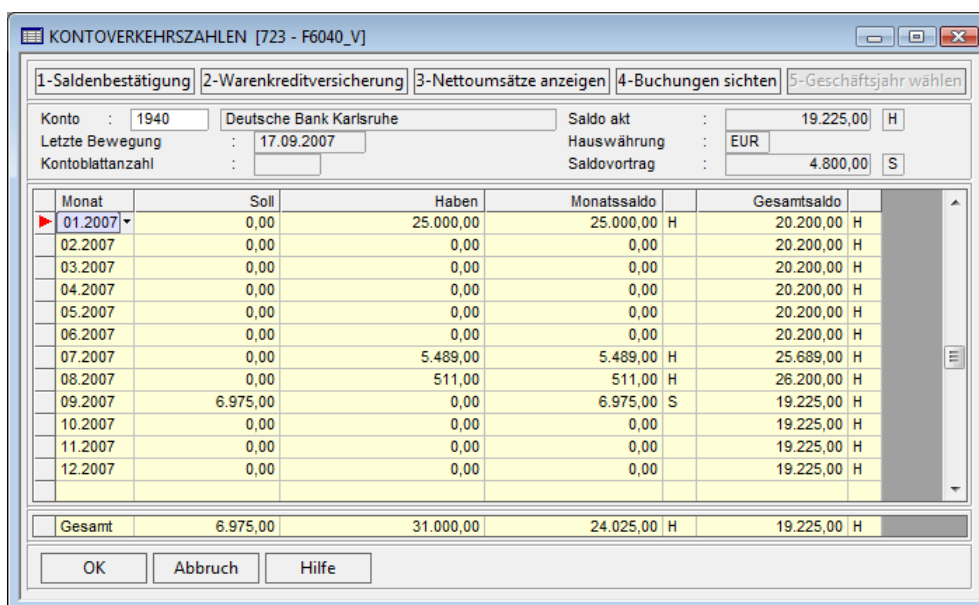 KONTOVERKEHRSZAHLEN [723 - F6040_V]
1-Saldenbestätigung 2-Warenkreditversicherung 3-Nettoumsätze anzeigen 4-Buchungen sichten 5-Geschäftsjahr wählen
Konto : 1940 Deutsche Bank Karlsruhe Saldo akt : 19.225,00 H
Letzte Bewegung : 17.09.2007 Hauswährung : EUR
Kontoblattanzahl : Saldovortrag : 4.800,00 S
Monat Soll Haben Monatssaldo Gesamtsaldo
01.2007 0,00 25.000,00 25.000,00 H 20.200,00 H
02.2007 0,00 0,00 0,00 20.200,00 H
03.2007 0,00 0,00 0,00 20.200,00 H
04.2007 0,00 0,00 0,00 20.200,00 H
05.2007 0,00 0,00 0,00 20.200,00 H
06.2007 0,00 0,00 0,00 20.200,00 H
07.2007 0,00 5.489,00 5.489,00 H 25.689,00 H
08.2007 0,00 511,00 511,00 H 26.200,00 H
09.2007 6.975,00 0,00 6.975,00 S 19.225,00 H
10.2007 0,00 0,00 0,00 19.225,00 H
11.2007 0,00 0,00 0,00 19.225,00 H
12.2007 0,00 0,00 0,00 19.225,00 H
Gesamt 6.975,00 31.000,00 24.025,00 H 19.225,00 H
OK Abbruch Hilfe